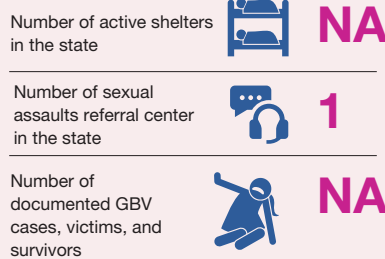 Number of active shelters
in the state
NA
Number of sexual
assaults referral center
in the state
1
Number of
documented GBV
cases, victims, and
survivors
NA